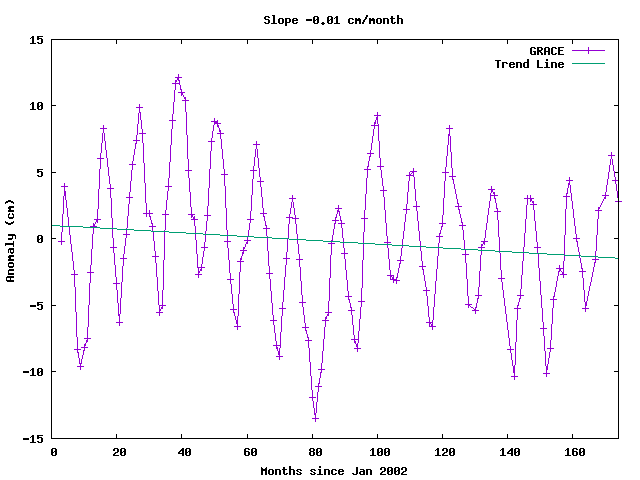 Slope -0.01 cm/month
GRACE
Trend Line
15
10
5
0
-5
-10
-15
Anomaly (cm)
0 20 40 60 80 100 120 140 160
Months since Jan 2002